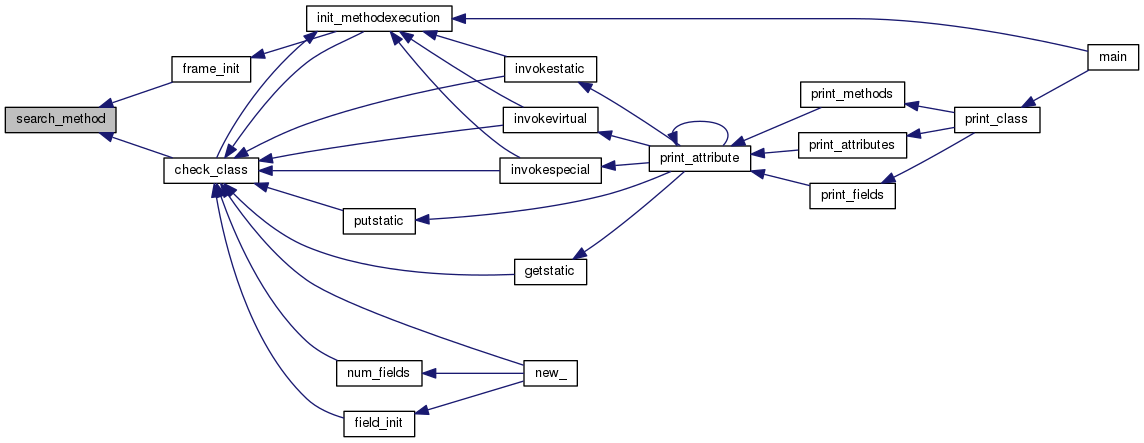 init_methodexecution
main
frame_init
invokestatic
print_methods
search_method
invokevirtual
print_class
print_attributes
print_attribute
check_class
invokespecial
print_fields
putstatic
getstatic
num_fields
new_
field_init